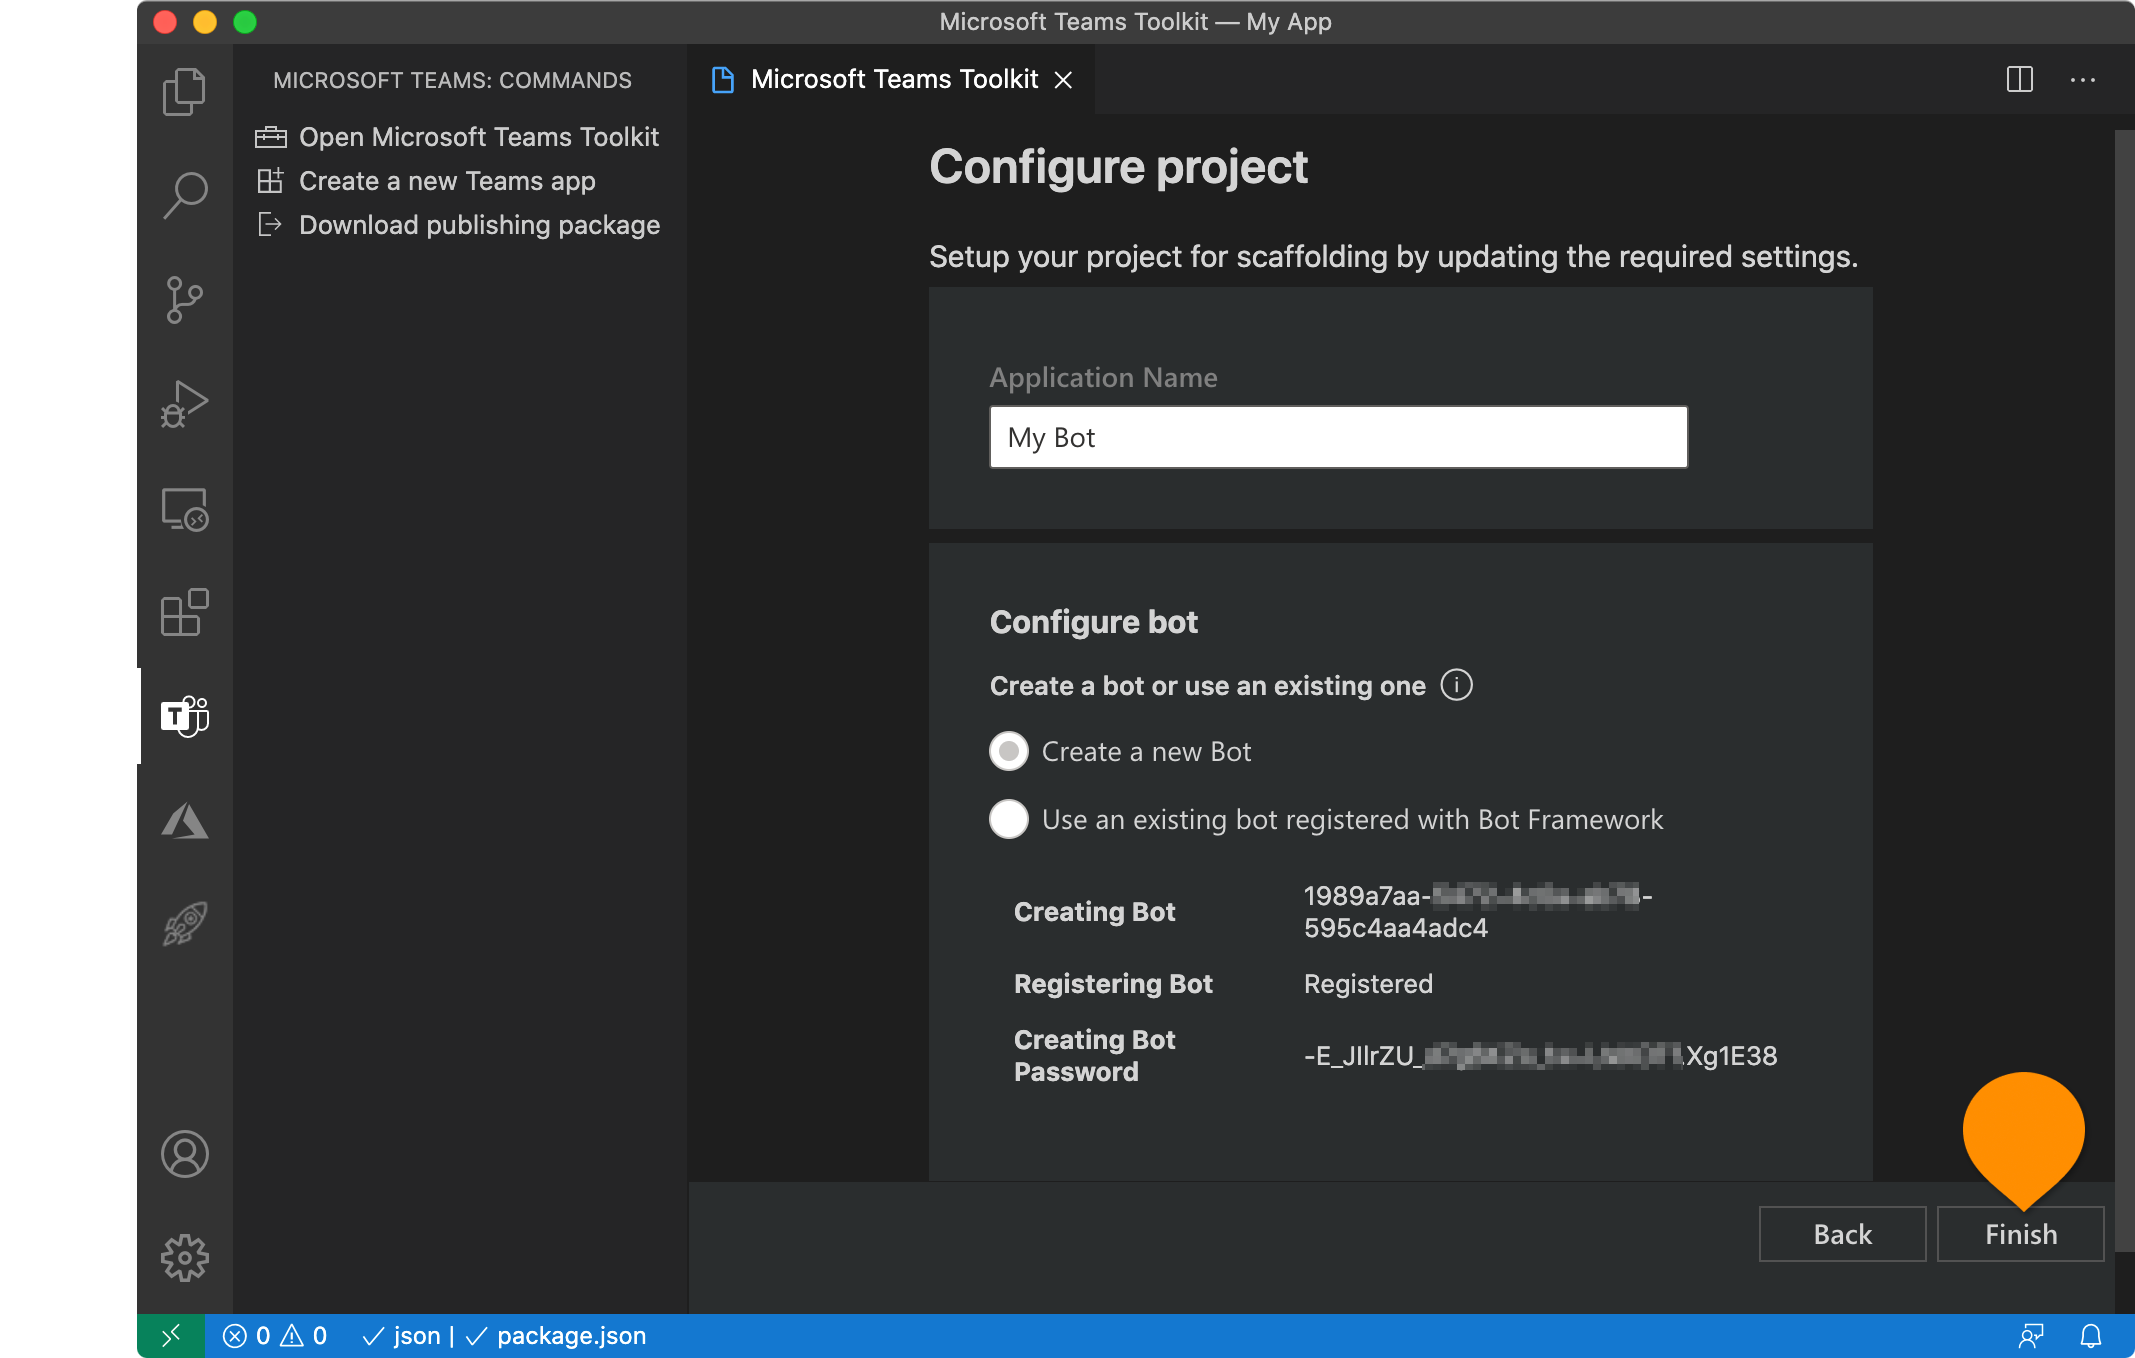 Microsoft Teams Toolkit — My App
MICROSOFT TEAMS: COMMANDS
Open Microsoft Teams Toolkit
Create a new Teams app
Download publishing package
Microsoft Teams Toolkit
Configure project
Setup your project for scaffolding by updating the required settings.
Application Name
My Bot
Configure bot
Create a bot or use an existing one
Create a new Bot
Use an existing bot registered with Bot Framework
Creating Bot
1989a7aa-
595c4aa4adc4
Registering Bot
Registered
Creating Bot
Password
Xg1E38
Back
Finish
0 0 json | package.json